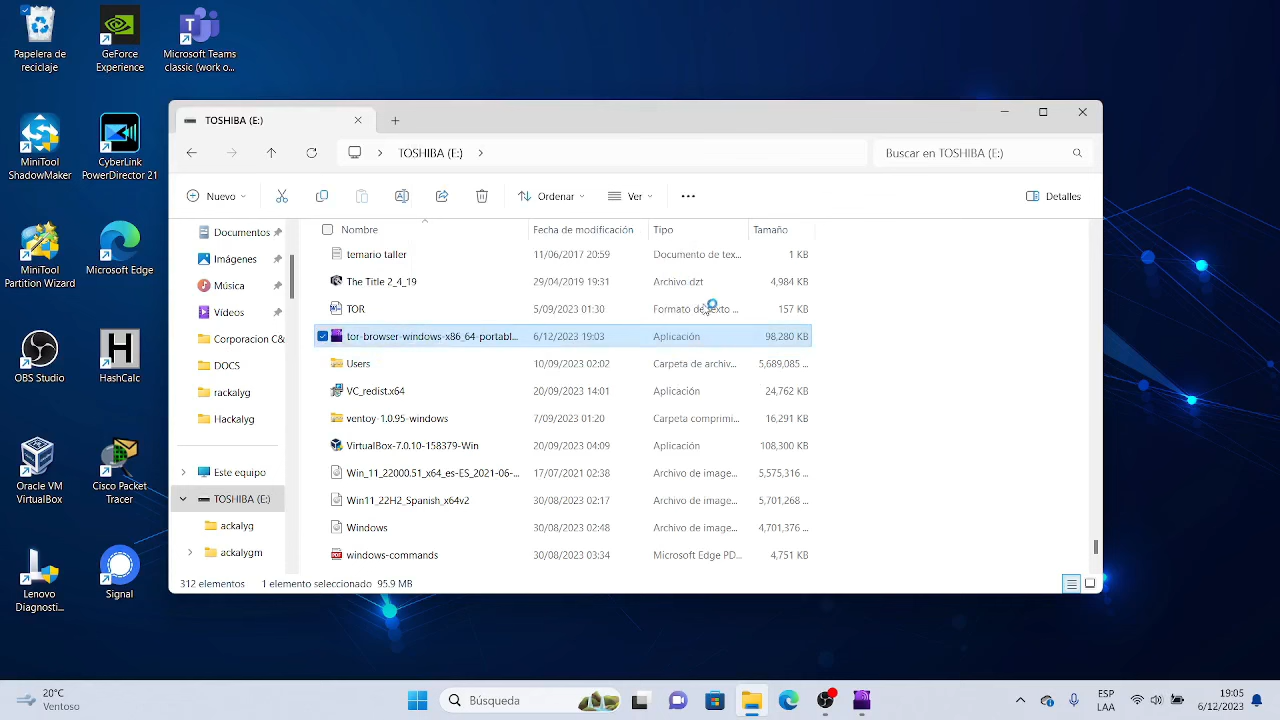 Papelera de
reciclaje
GeForce
Experience
Microsoft Teams
classic (work o...
MiniTool
ShadowMaker
CyberLink
PowerDirector 21
MiniTool
Partition Wizard
Microsoft Edge
OBS Studio
HashCalc
Oracle VM
VirtualBox
Cisco Packet
Tracer
Lenovo
Diagnosti...
Signal
TOSHIBA (E:)
TOSHIBA (E:)
Buscar en TOSHIBA (E:)
Nuevo
Ordenar
Ver
Detalles
Documentos
Imágenes
Música
Vídeos
Corporacion C&
DOCS
rackalyg
Hackalyg
Este equipo
TOSHIBA (E:)
ackalyg
ackalygm
Nombre Fecha de modificación Tipo Tamaño
temario taller 11/06/2017 20:59 Documento de tex... 1 KB
The Title 2_4_19 29/04/2019 19:31 Archivo dzt 4,984 KB
TOR 5/09/2023 01:30 Formato de texto ... 157 KB
tor-browser-windows-x86_64-portabl... 6/12/2023 19:03 Aplicación 98,280 KB
Users 10/09/2023 02:02 Carpeta de archiv... 5,689,085 ...
VC_redist.x64 20/09/2023 14:01 Aplicación 24,762 KB
ventoy-1.0.95-windows 7/09/2023 01:20 Carpeta comprimi... 16,291 KB
VirtualBox-7.0.10-158379-Win 20/09/2023 04:09 Aplicación 108,300 KB
Win_11_22000.51_x64_es-ES_2021-06-... 17/07/2021 02:38 Archivo de image... 5,575,316 ...
Win11_22H2_Spanish_x64v2 30/08/2023 02:17 Archivo de image... 5,701,268 ...
Windows 30/08/2023 02:48 Archivo de image... 4,701,376 ...
windows-commands 30/08/2023 03:34 Microsoft Edge PD... 4,751 KB
312 elementos 1 elemento seleccionado 95.9 MB
20°C
Ventoso
Búsqueda
ESP
LAA
19:05
6/12/2023